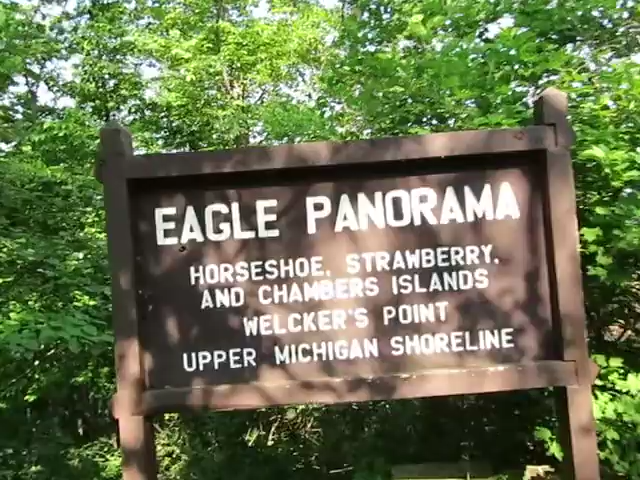 EAGLE PANORAMA
HORSESHOE, STRAWBERRY,
AND CHAMBERS ISLANDS
WELCKER'S POINT
UPPER MICHIGAN SHORELINE